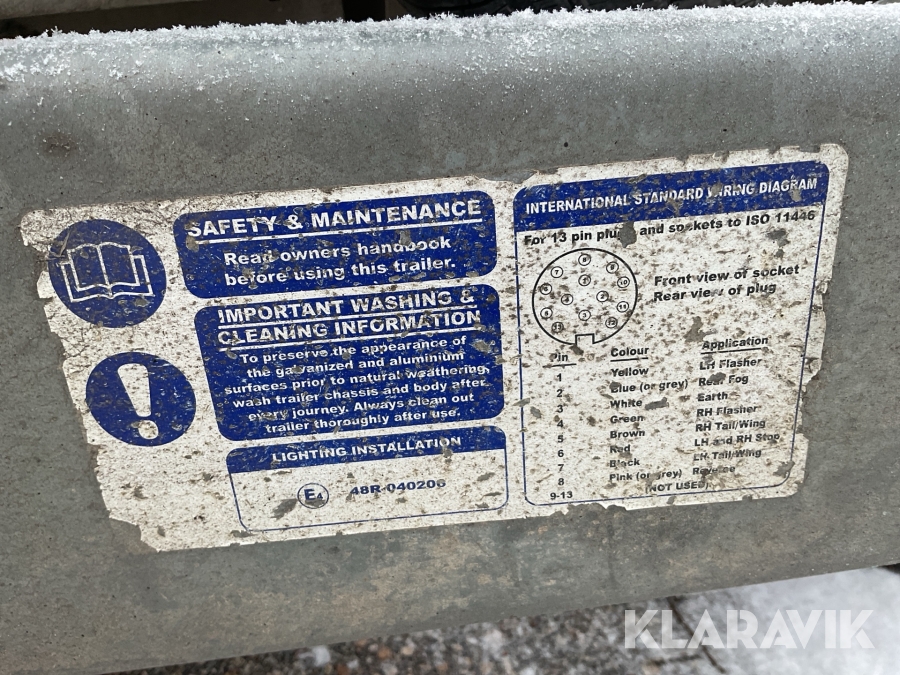 SAFETY & MAINTENANCE
Read owners handbook
before using this trailer.
IMPORTANT WASHING &
CLEANING INFORMATION
To preserve the appearance of
the galvanized and aluminium
surfaces prior to natural weathering,
wash trailer chassis and body after
every journey. Always clean out
trailer thoroughly after use.
LIGHTING INSTALLATION
E4 48R-040206
INTERNATIONAL STANDARD WIRING DIAGRAM
For 13 pin plugs and sockets to ISO 11446
Front view of socket
Rear view of plug
Pin Colour Application
1 Yellow LH Flasher
2 Blue (or grey) Rear Fog
3 White Earth
4 Green RH Flasher
5 Brown RH Tail/Wing
6 Red LH and RH Stop
7 Black LH Tail/Wing
8 Pink (or grey) Reverse
9-13 (NOT USED)
KLARAVIK